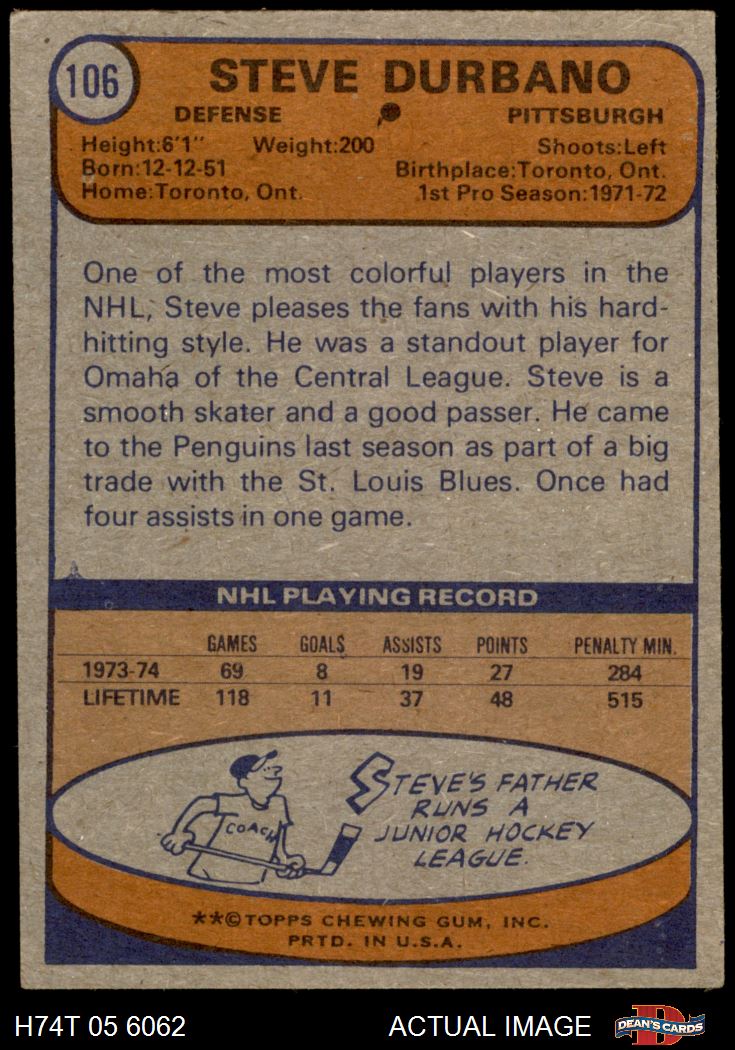 106
STEVE DURBANO
DEFENSE PITTSBURGH
Height:6'1" Weight:200 Shoots:Left
Born:12-12-51 Birthplace:Toronto, Ont.
Home:Toronto, Ont. 1st Pro Season:1971-72
One of the most colorful players in the
NHL, Steve pleases the fans with his hard-
hitting style. He was a standout player for
Omaha of the Central League. Steve is a
smooth skater and a good passer. He came
to the Penguins last season as part of a big
trade with the St. Louis Blues. Once had
four assists in one game.
NHL PLAYING RECORD
GAMES GOALS ASSISTS POINTS PENALTY MIN.
1973-74 69 8 19 27 284
LIFETIME 118 11 37 48 515
COACH
STEVE'S FATHER
RUNS A
JUNIOR HOCKEY
LEAGUE.
**©TOPPS CHEWING GUM, INC.
PRTD. IN U.S.A.
H74T 05 6062 ACTUAL IMAGE D DEAN'S CARDS